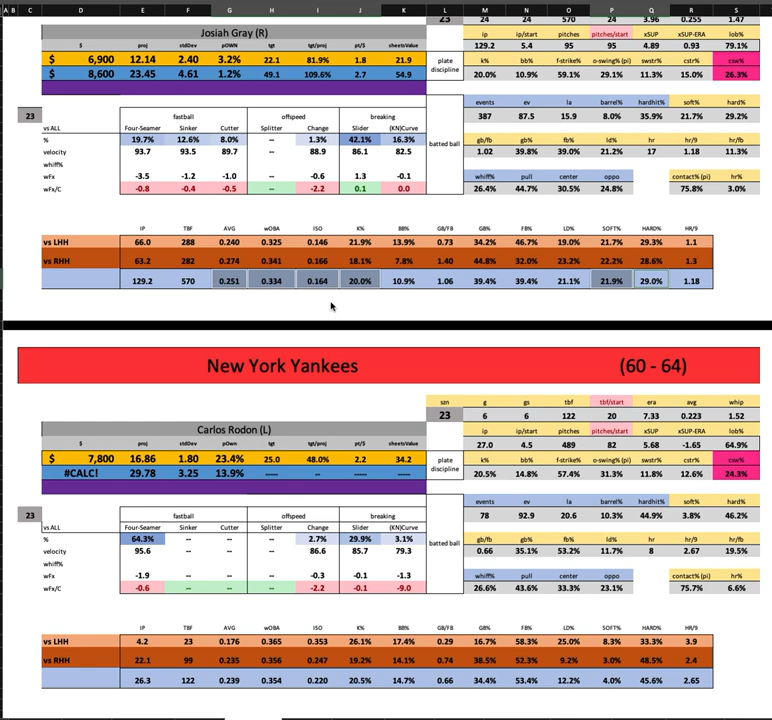 A B C D E F G H I J K L M N O P Q R S
23 24 24 570 24 3.96 0.255 1.47
Josiah Gray (R)
ip ip/start pitches pitches/start xSUP xSUP-ERA lob%
129.2 5.4 95 95 4.89 0.93 79.1%
$ proj stdDev pOWN tgt tgt/proj pt/$ sheetsValue
$ 6,900 12.14 2.40 3.2% 22.1 81.9% 1.8 21.9
$ 8,600 23.45 4.61 1.2% 49.1 109.6% 2.7 54.9
plate discipline
k% bb% f-strike% o-swing% (pi) swstr% cstr% csw%
20.0% 10.9% 59.1% 29.1% 11.3% 15.0% 26.3%
events ev la barrel% hardhit% soft% hard%
387 87.5 15.9 8.0% 35.9% 21.7% 29.2%
23 fastball offspeed breaking
vs ALL Four-Seamer Sinker Cutter Splitter Change Slider (KN)Curve
% 19.7% 12.6% 8.0% -- 1.3% 42.1% 16.3%
batted ball
gb/fb gb% fb% ld% hr hr/9 hr/fb
1.02 39.8% 39.0% 21.2% 17 1.18 11.3%
velocity 93.7 93.5 89.7 -- 88.9 86.1 82.5
whiff%
wFx -3.5 -1.2 -1.0 -0.6 1.3 -0.1
wFx/C -0.8 -0.4 -0.5 -- -2.2 0.1 0.0
whiff% pull center oppo contact% (pi) hr%
26.4% 44.7% 30.5% 24.8% 75.8% 3.0%
IP TBF AVG wOBA ISO K% BB% GB/FB GB% FB% LD% SOFT% HARD% HR/9
vs LHH 66.0 288 0.240 0.325 0.146 21.9% 13.9% 0.73 34.2% 46.7% 19.0% 21.7% 29.3% 1.1
vs RHH 63.2 282 0.274 0.341 0.166 18.1% 7.8% 1.40 44.8% 32.0% 23.2% 22.2% 28.6% 1.3
129.2 570 0.251 0.334 0.164 20.0% 10.9% 1.06 39.4% 39.4% 21.1% 21.9% 29.0% 1.18
New York Yankees (60 - 64)
szn g gs tbf tbf/start era avg whip
23 6 6 122 20 7.33 0.223 1.52
Carlos Rodon (L)
ip ip/start pitches pitches/start xSUP xSUP-ERA lob%
27.0 4.5 489 82 5.68 -1.65 64.9%
$ proj stdDev pOwn tgt tgt/proj pt/$ sheetsValue
$ 7,800 16.86 1.80 23.4% 25.0 48.0% 2.2 34.2
#CALC! 29.78 3.25 13.9% ---- ---- ---- ----
plate discipline
k% bb% f-strike% o-swing% (pi) swstr% cstr% csw%
20.5% 14.8% 57.4% 31.3% 11.8% 12.6% 24.3%
events ev la barrel% hardhit% soft% hard%
78 92.9 20.6 10.3% 44.9% 3.8% 46.2%
23 fastball offspeed breaking
vs ALL Four-Seamer Sinker Cutter Splitter Change Slider (KN)Curve
% 64.3% -- -- -- 2.7% 29.9% 3.1%
batted ball
gb/fb gb% fb% ld% hr hr/9 hr/fb
0.66 35.1% 53.2% 11.7% 8 2.67 19.5%
velocity 95.6 -- -- -- 86.6 85.7 79.3
whiff%
wFx -1.9 -- -- -- -0.3 -0.1 -1.3
wFx/C -0.6 -- -- -- -2.2 -0.1 -9.0
whiff% pull center oppo contact% (pi) hr%
26.6% 43.6% 33.3% 23.1% 75.7% 6.6%
IP TBF AVG wOBA ISO K% BB% GB/FB GB% FB% LD% SOFT% HARD% HR/9
vs LHH 4.2 23 0.176 0.365 0.353 26.1% 17.4% 0.29 16.7% 58.3% 25.0% 8.3% 33.3% 3.9
vs RHH 22.1 99 0.235 0.356 0.247 19.2% 14.1% 0.74 38.5% 52.3% 9.2% 3.0% 48.5% 2.4
26.3 122 0.239 0.354 0.220 20.5% 14.7% 0.66 34.4% 53.4% 12.2% 4.0% 45.6% 2.65